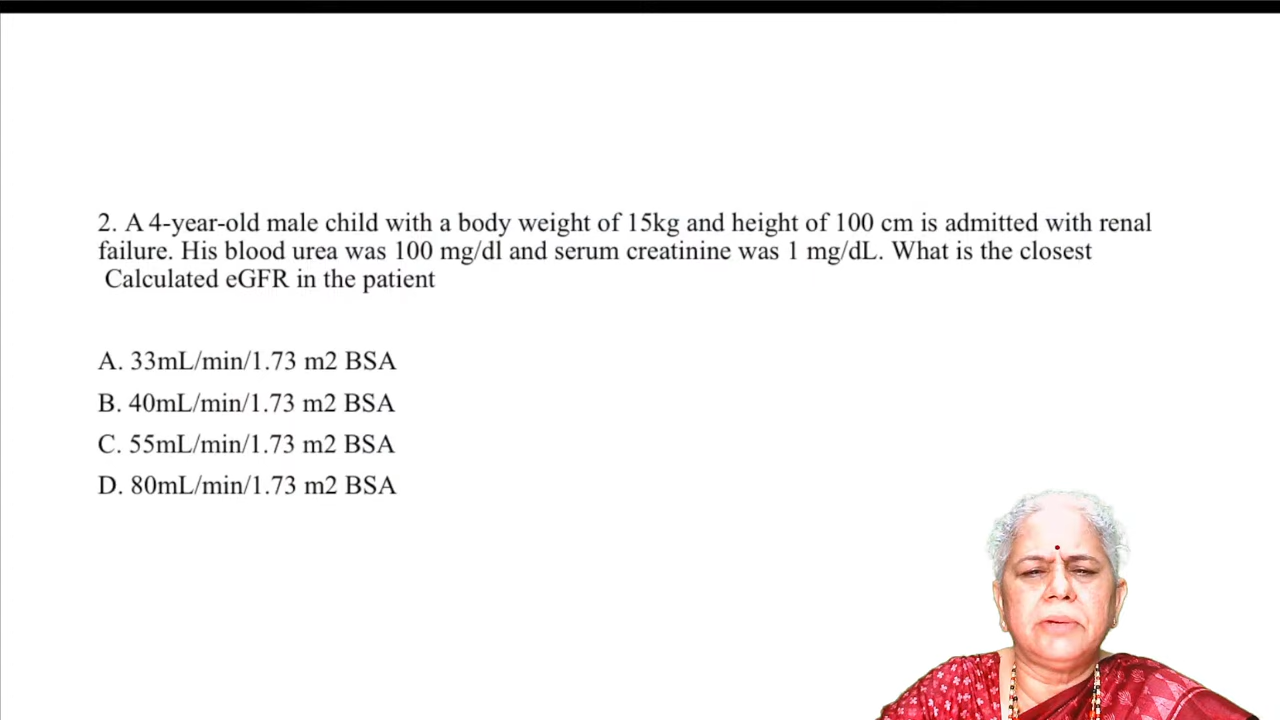 2. A 4-year-old male child with a body weight of 15kg and height of 100 cm is admitted with renal
failure. His blood urea was 100 mg/dl and serum creatinine was 1 mg/dL. What is the closest
Calculated eGFR in the patient
A. 33mL/min/1.73 m2 BSA
B. 40mL/min/1.73 m2 BSA
C. 55mL/min/1.73 m2 BSA
D. 80mL/min/1.73 m2 BSA